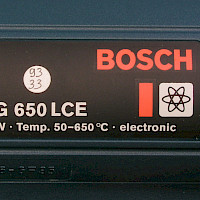 BOSCH
93
33
G 650 LCE
W · Temp. 50-650 °C · electronic